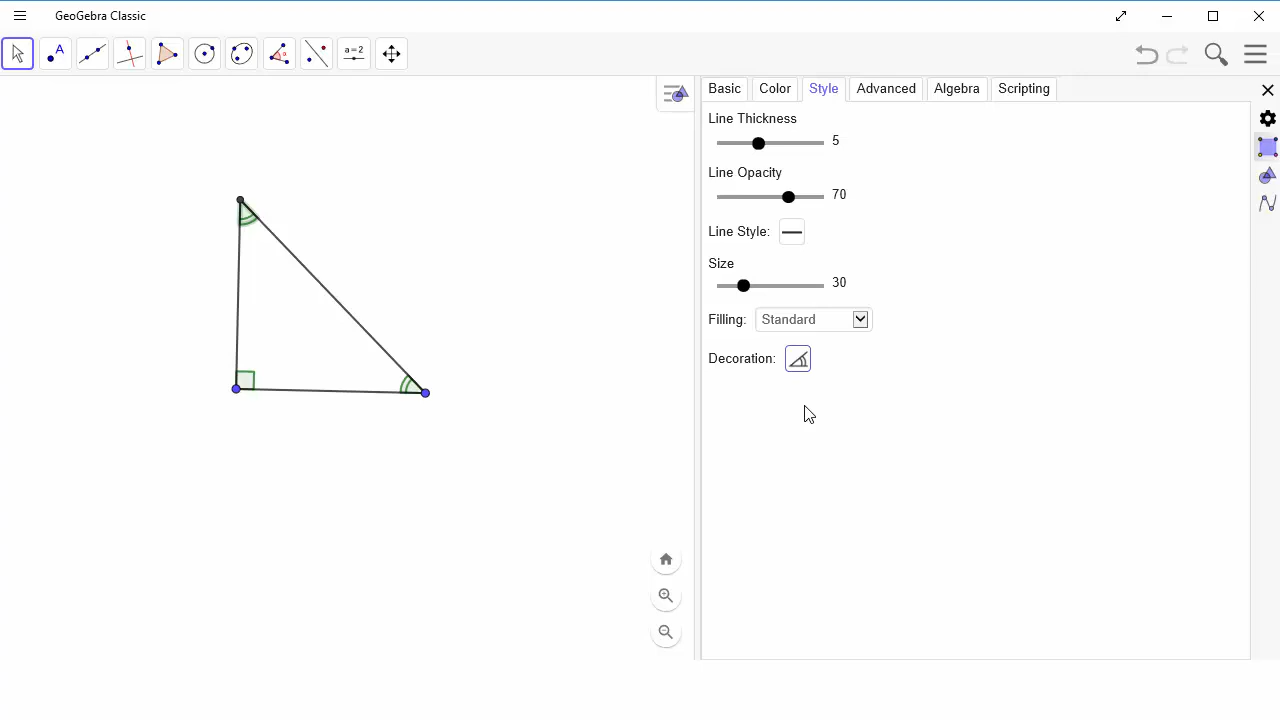 GeoGebra Classic
A
α
a=2
Basic Color Style Advanced Algebra Scripting
Line Thickness
5
Line Opacity
70
Line Style:
Size
30
Filling: Standard
Decoration: